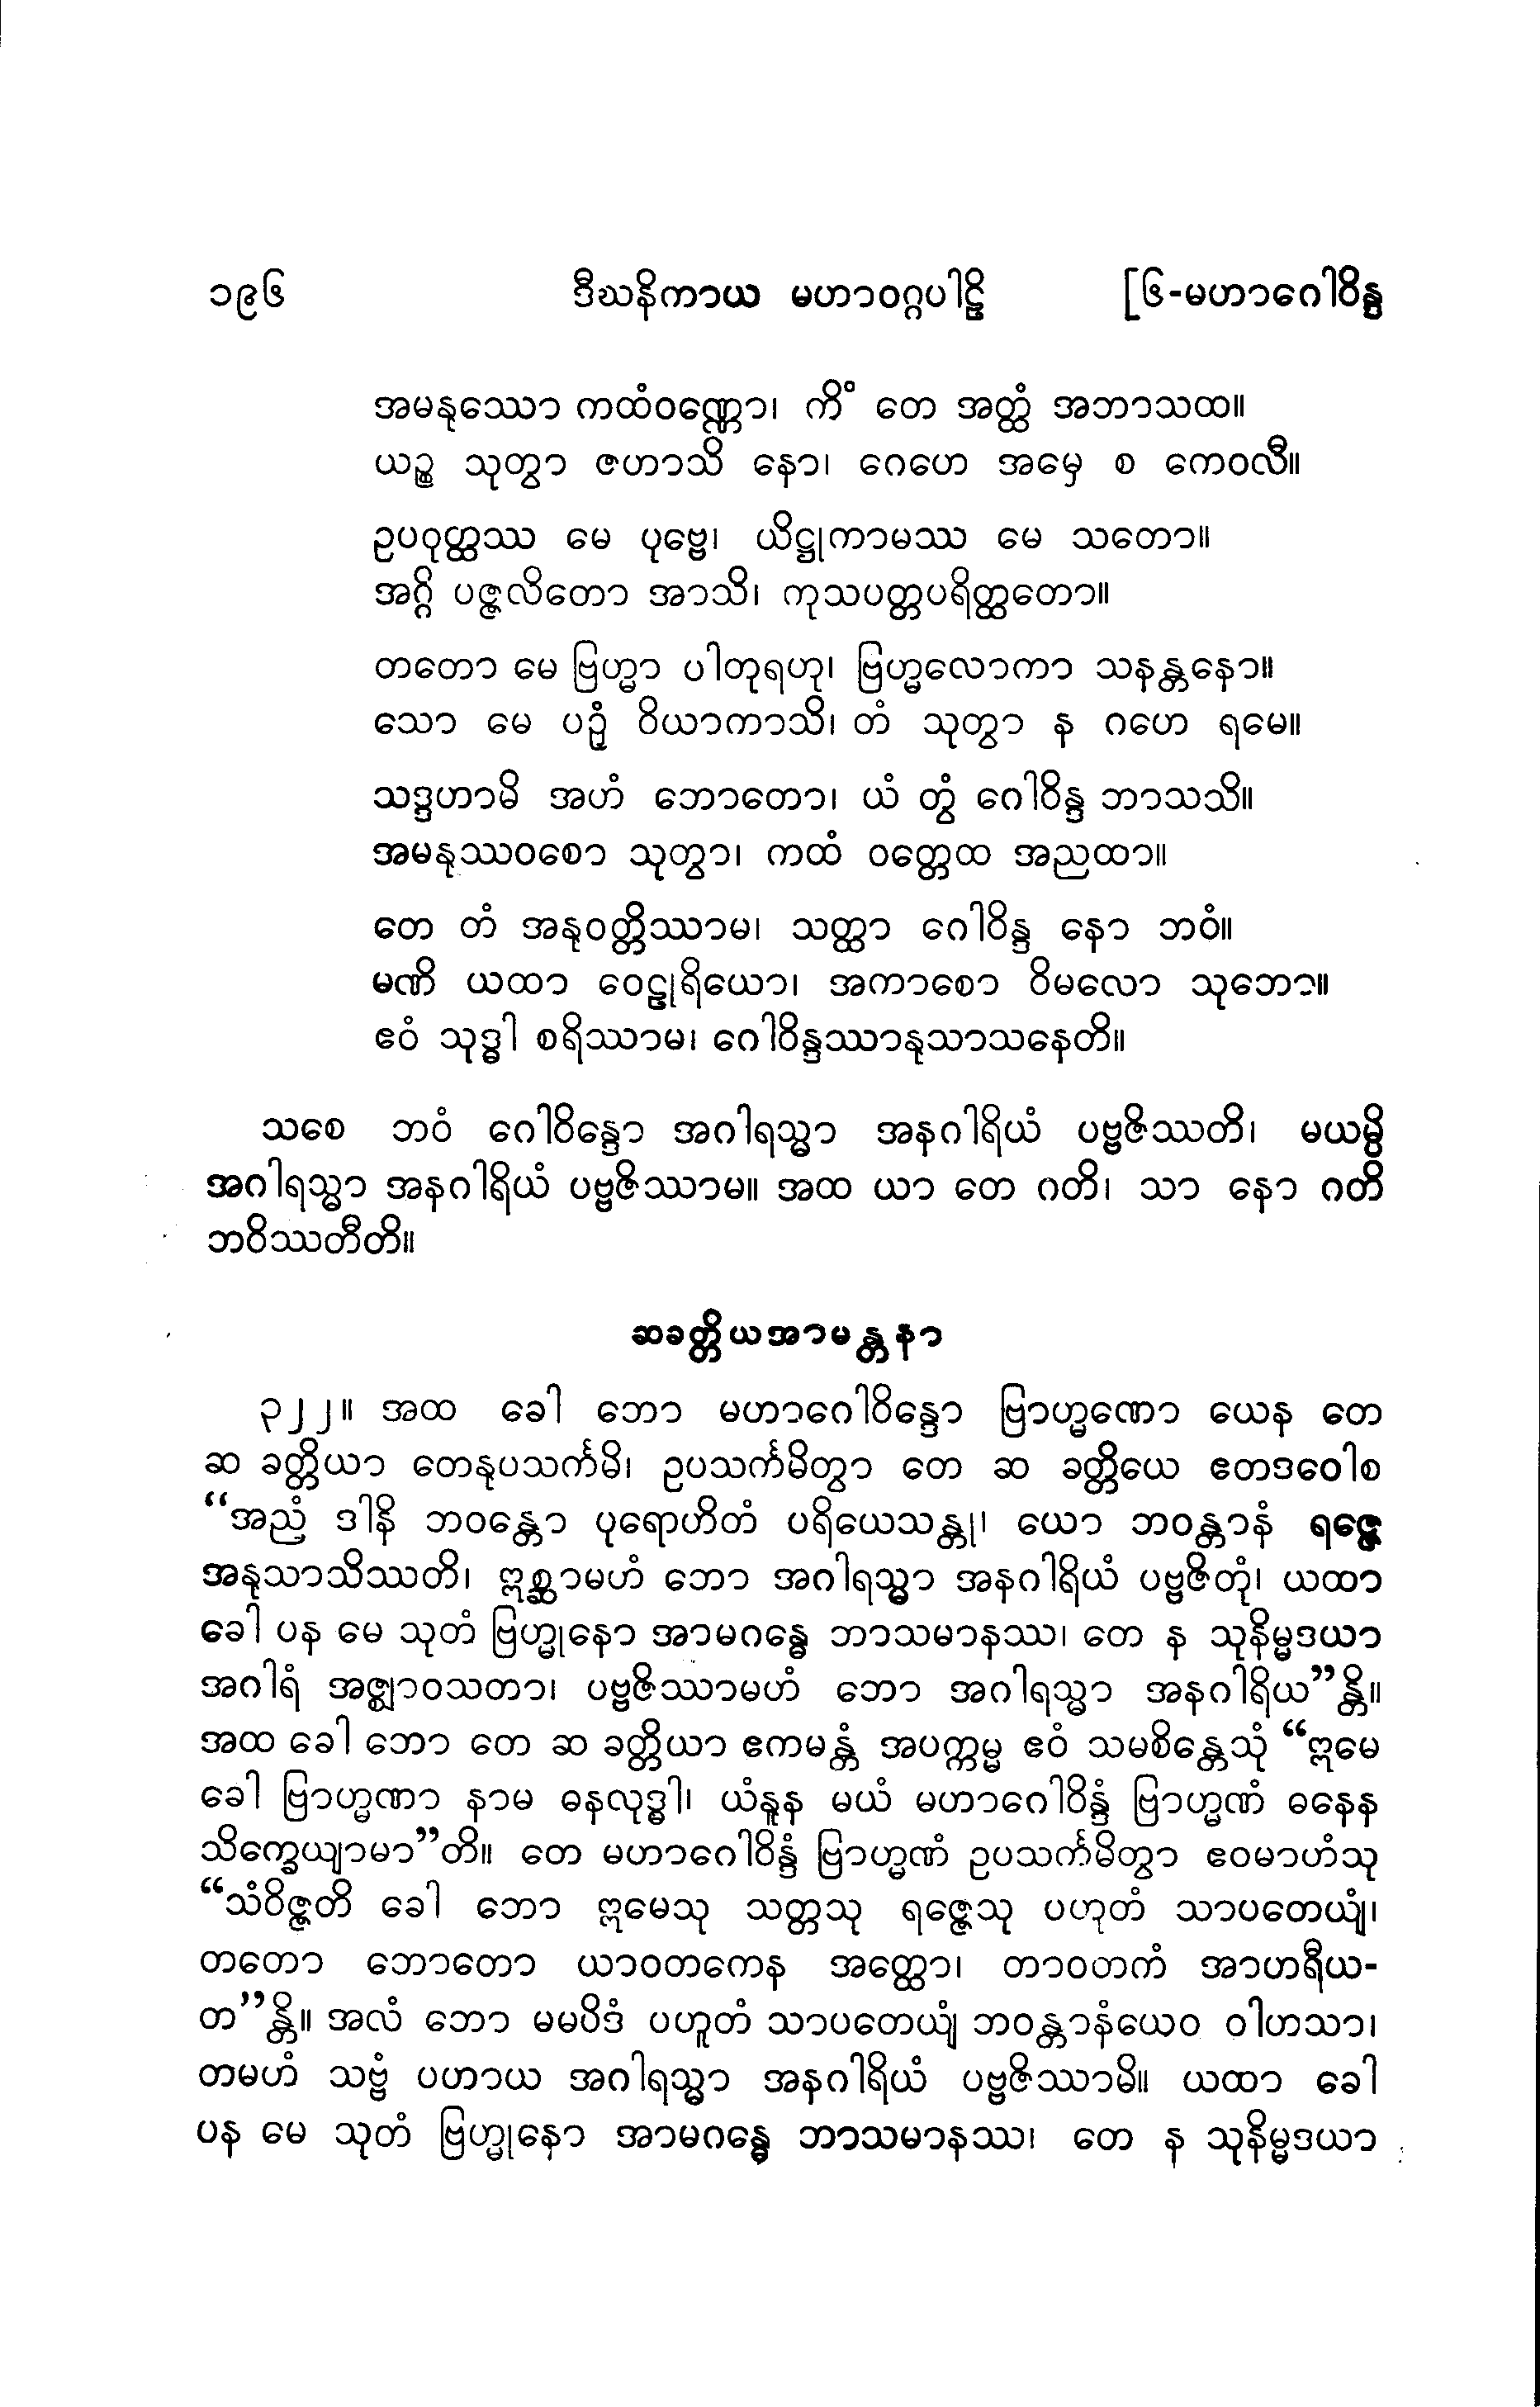 ၁၉၆ ဒီဃနိကာယ မဟာဝဂ္ဂပါဠိ [၆-မဟာဂေါဝိန္ဒ
အမနုဿော ကထံဝဏ္ဏော၊ ကိံ တေ အတ္ထံ အဘာသထ။
ယဉ္စ သုတွာ ဇဟာသိ နော၊ ဂေဟေ အမှေ စ ကေဝလီ။
ဥပဝုတ္ထဿ မေ ပုဗ္ဗေ၊ ယိဋ္ဌုကာမဿ မေ သတော။
အဂ္ဂိ ပဇ္ဇလိတော အာသိ၊ ကုသပတ္တပရိတ္ထတော။
တတော မေ ဗြဟ္မာ ပါတုရဟု၊ ဗြဟ္မလောကာ သနန္တနော။
သော မေ ပဉှံ ဝိယာကာသိ၊ တံ သုတွာ န ဂဟေ ရမေ။
သဒ္ဒဟာမိ အဟံ ဘောတော၊ ယံ တွံ ဂေါဝိန္ဒ ဘာသသိ။
အမနုဿဝစော သုတွာ၊ ကထံ ဝတ္တေထ အညထာ။
တေ တံ အနုဝတ္တိဿာမ၊ သတ္ထာ ဂေါဝိန္ဒ နော ဘဝံ။
မဏိ ယထာ ဝေဠုရိယော၊ အကာစော ဝိမလော သုဘော။
ဧဝံ သုဒ္ဓါ စရိဿာမ၊ ဂေါဝိန္ဒဿာနုသာသနေတိ။
သစေ ဘဝံ ဂေါဝိန္ဒော အဂါရသ္မာ အနဂါရိယံ ပဗ္ဗဇိဿတိ၊ မယမ္ပိ
အဂါရသ္မာ အနဂါရိယံ ပဗ္ဗဇိဿာမ။ အထ ယာ တေ ဂတိ၊ သာ နော ဂတိ
ဘဝိဿတီတိ။
ဆခတ္တိယအာမန္တနာ
၃၂၂။ အထ ခေါ ဘော မဟာဂေါဝိန္ဒော ဗြာဟ္မဏော ယေန တေ
ဆ ခတ္တိယာ တေနုပသင်္ကမိ၊ ဥပသင်္ကမိတွာ တေ ဆ ခတ္တိယေ ဧတဒဝေါစ
“အညံ ဒါနိ ဘဝန္တော ပုရောဟိတံ ပရိယေသန္တု၊ ယော ဘဝန္တာနံ ရဇ္ဇေ
အနုသာသိဿတိ၊ ဣစ္ဆာမဟံ ဘော အဂါရသ္မာ အနဂါရိယံ ပဗ္ဗဇိတုံ၊ ယထာ
ခေါ ပန မေ သုတံ ဗြဟ္မုနော အာမဂန္ဓေ ဘာသမာနဿ၊ တေ န သုနိမ္မဒယာ
အဂါရံ အဇ္ဈာဝသတာ၊ ပဗ္ဗဇိဿာမဟံ ဘော အဂါရသ္မာ အနဂါရိယ”န္တိ။
အထ ခေါ ဘော တေ ဆ ခတ္တိယာ ဧကမန္တံ အပက္ကမ္မ ဧဝံ သမစိန္တေသုံ “ဣမေ
ခေါ ဗြာဟ္မဏာ နာမ ဓနလုဒ္ဓါ၊ ယံနူန မယံ မဟာဂေါဝိန္ဒံ ဗြာဟ္မဏံ ဓနေန
သိက္ခေယျာမာ”တိ။ တေ မဟာဂေါဝိန္ဒံ ဗြာဟ္မဏံ ဥပသင်္ကမိတွာ ဧဝမာဟံသု
“သံဝိဇ္ဇတိ ခေါ ဘော ဣမေသု သတ္တသု ရဇ္ဇေသု ပဟုတံ သာပတေယျံ၊
တတော ဘောတော ယာဝတကေန အတ္ထော၊ တာဝတကံ အာဟရီယ-
တ”န္တိ။ အလံ ဘော မမပိဒံ ပဟူတံ သာပတေယျံ ဘဝန္တာနံယေဝ ဝါဟသာ၊
တမဟံ သဗ္ဗံ ပဟာယ အဂါရသ္မာ အနဂါရိယံ ပဗ္ဗဇိဿာမိ။ ယထာ ခေါ
ပန မေ သုတံ ဗြဟ္မုနော အာမဂန္ဓေ ဘာသမာနဿ၊ တေ န သုနိမ္မဒယာ